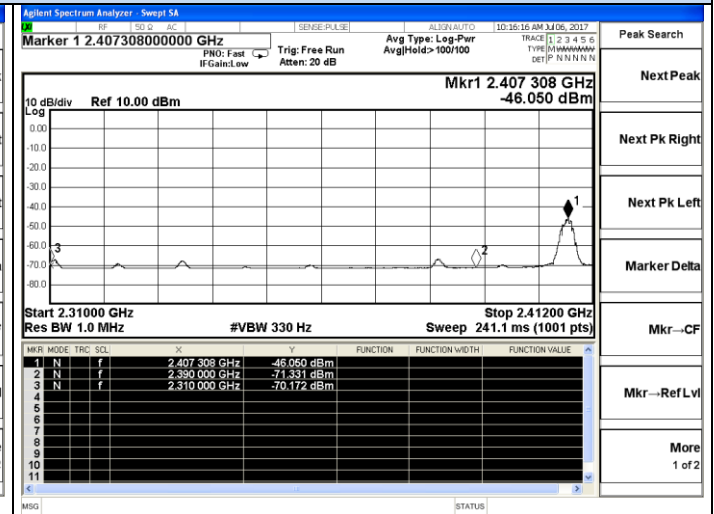 Agilent Spectrum Analyzer - Swept SA
RF 50 Ω AC SENSE:PULSE ALIGN AUTO 10:16:16 AM Jul 06, 2017
Marker 1 2.407308000000 GHz
PNO: Fast
IFGain:Low
Trig: Free Run
Atten: 20 dB
Avg Type: Log-Pwr
Avg|Hold:> 100/100
TRACE 1 2 3 4 5 6
TYPE M
DET P N N N N N
Peak Search
Mkr1 2.407 308 GHz
-46.050 dBm
10 dB/div Ref 10.00 dBm
Log
0.00
-10.0
-20.0
-30.0
-40.0
-50.0
-60.0
-70.0
-80.0
1
2
3
Start 2.31000 GHz Stop 2.41200 GHz
Res BW 1.0 MHz #VBW 330 Hz Sweep 241.1 ms (1001 pts)
MKR MODE TRC SCL X Y FUNCTION FUNCTION WIDTH FUNCTION VALUE
1 N f 2.407 308 GHz -46.050 dBm
2 N f 2.390 000 GHz -71.331 dBm
3 N f 2.310 000 GHz -70.172 dBm
4
5
6
7
8
9
10
11
MSG STATUS
Next Peak
Next Pk Right
Next Pk Left
Marker Delta
Mkr→CF
Mkr→Ref Lvl
More
1 of 2